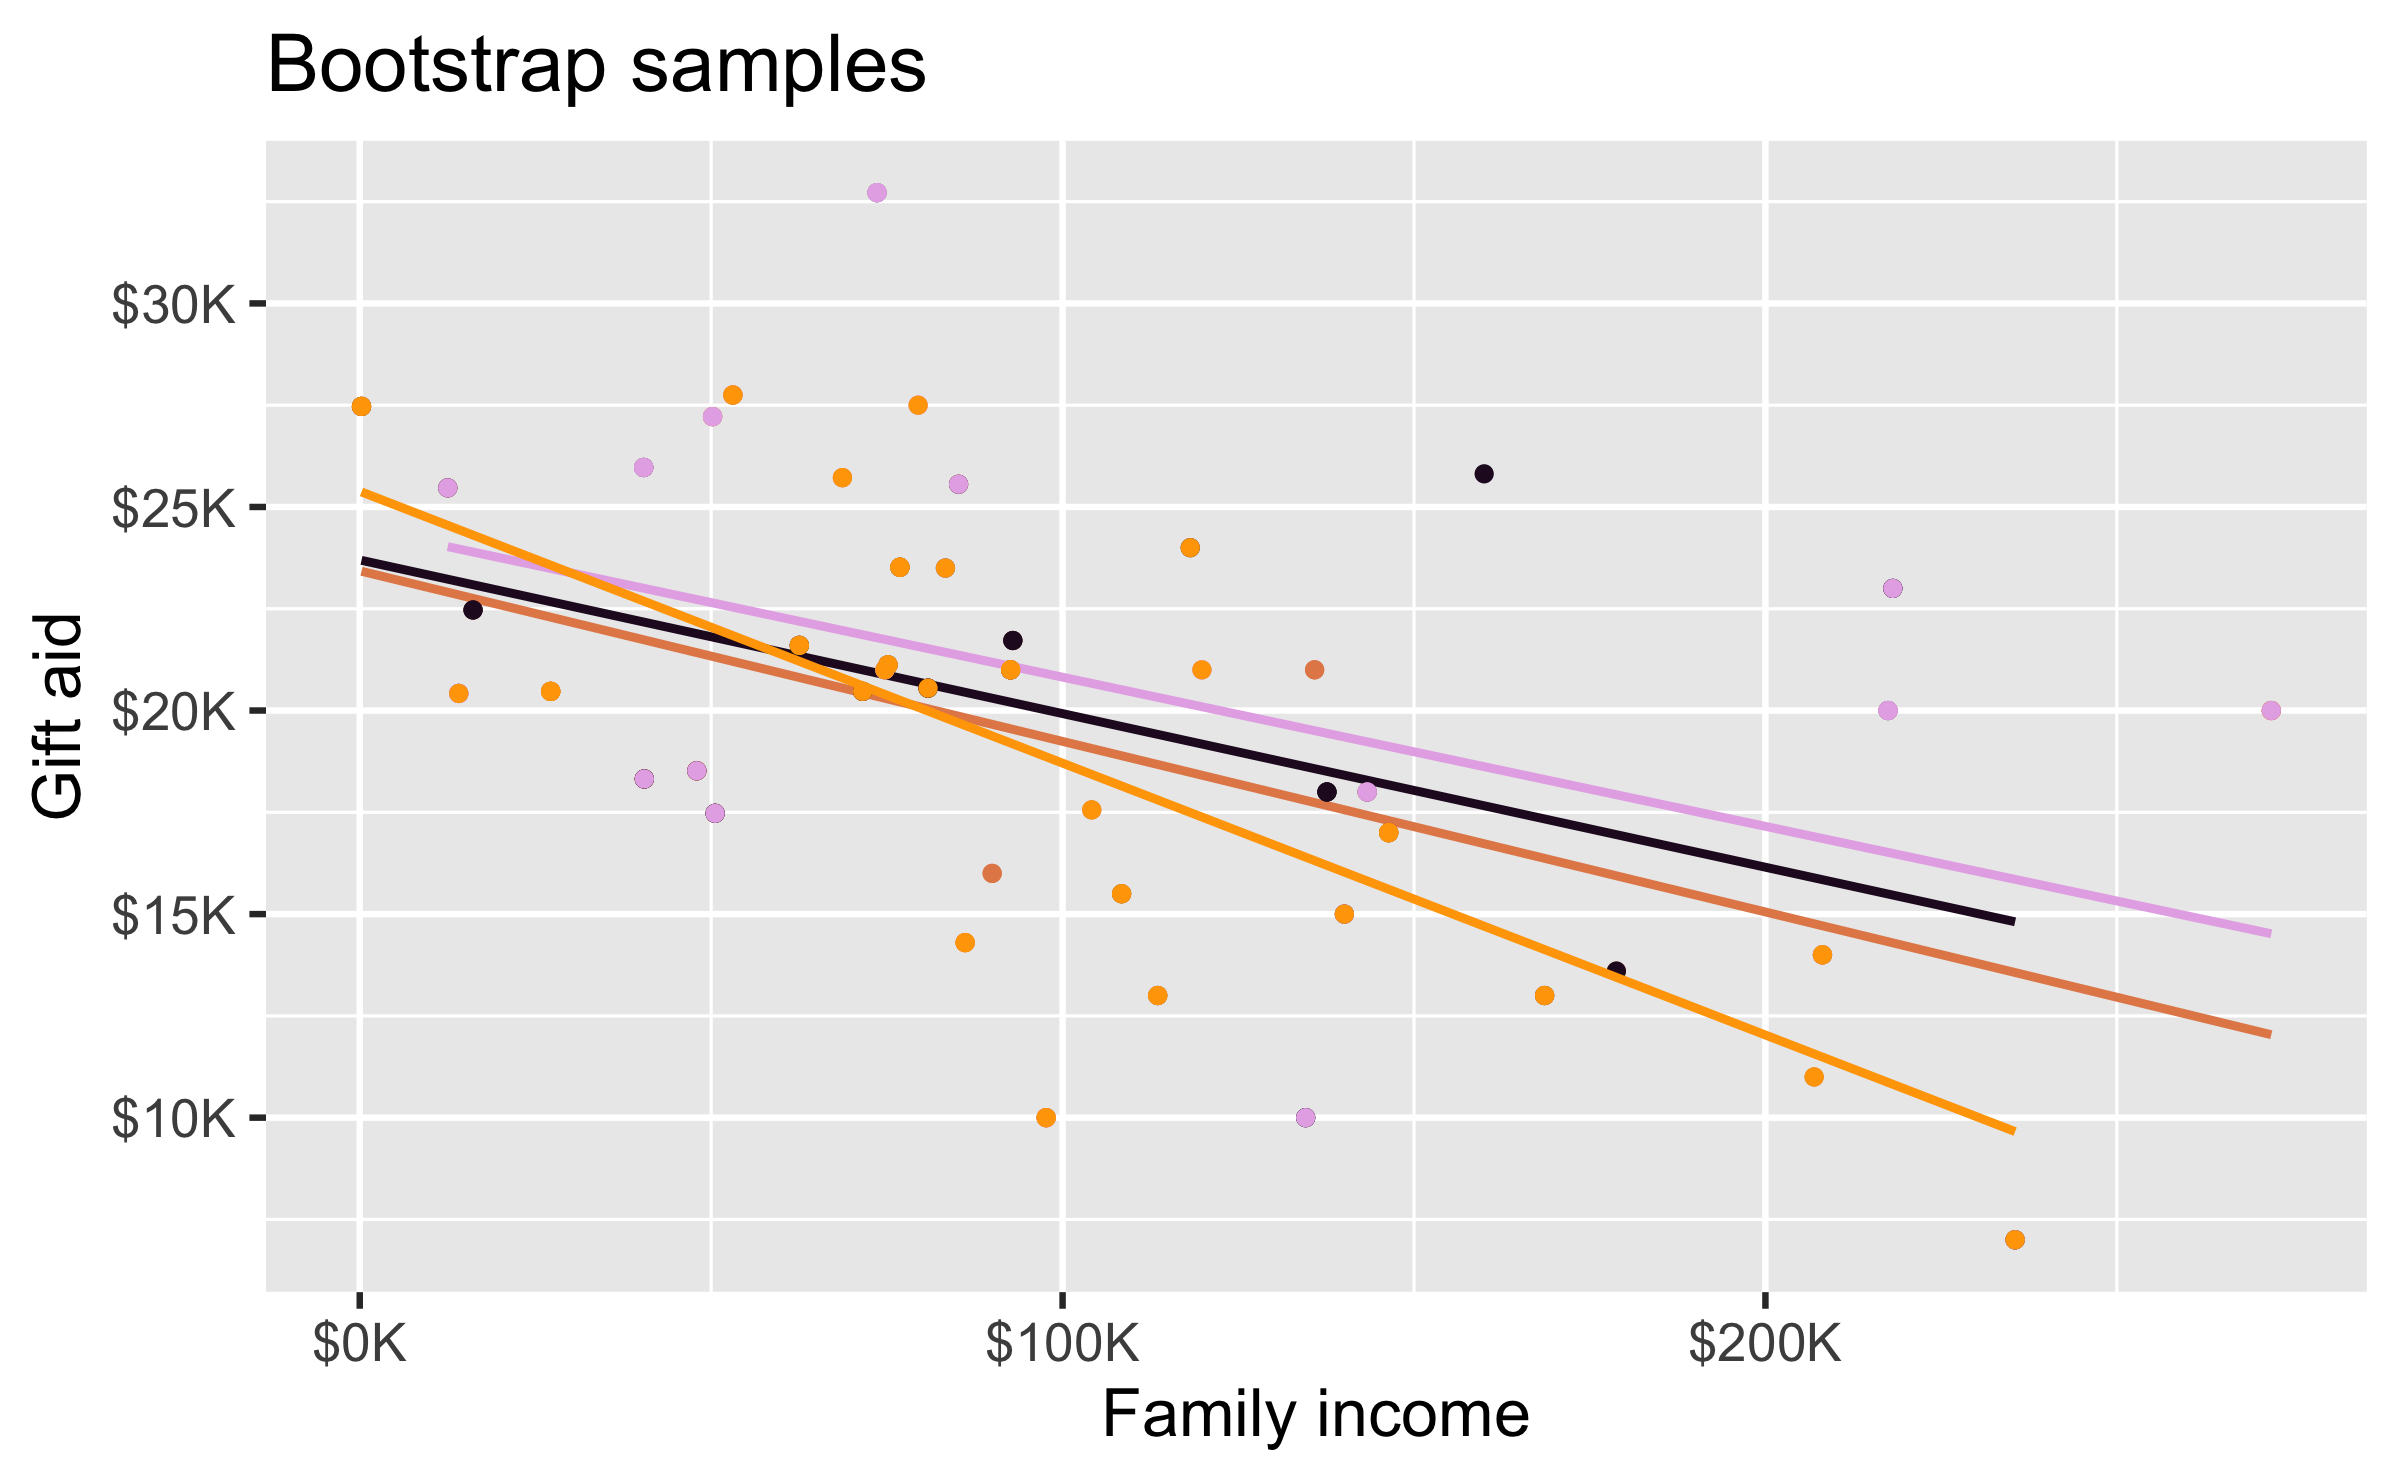 Bootstrap samples
$30K
$25K
$20K
$15K
$10K
Gift aid
$0K $100K $200K
Family income